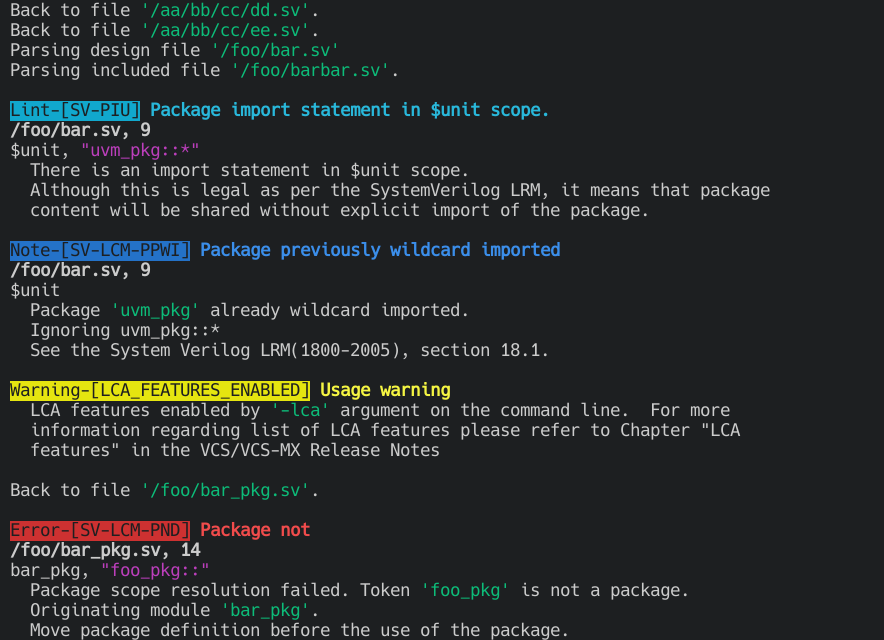 Back to file '/aa/bb/cc/dd.sv'.
Back to file '/aa/bb/cc/ee.sv'.
Parsing design file '/foo/bar.sv'
Parsing included file '/foo/barbar.sv'.
Lint-[SV-PIU] Package import statement in $unit scope.
/foo/bar.sv, 9
$unit, "uvm_pkg::*"
There is an import statement in $unit scope.
Although this is legal as per the SystemVerilog LRM, it means that package
content will be shared without explicit import of the package.
Note-[SV-LCM-PPWI] Package previously wildcard imported
/foo/bar.sv, 9
$unit
Package 'uvm_pkg' already wildcard imported.
Ignoring uvm_pkg::*
See the System Verilog LRM(1800-2005), section 18.1.
Warning-[LCA_FEATURES_ENABLED] Usage warning
LCA features enabled by '-lca' argument on the command line.  For more
information regarding list of LCA features please refer to Chapter "LCA
features" in the VCS/VCS-MX Release Notes
Back to file '/foo/bar_pkg.sv'.
Error-[SV-LCM-PND] Package not
/foo/bar_pkg.sv, 14
bar_pkg, "foo_pkg::"
Package scope resolution failed. Token 'foo_pkg' is not a package.
Originating module 'bar_pkg'.
Move package definition before the use of the package.